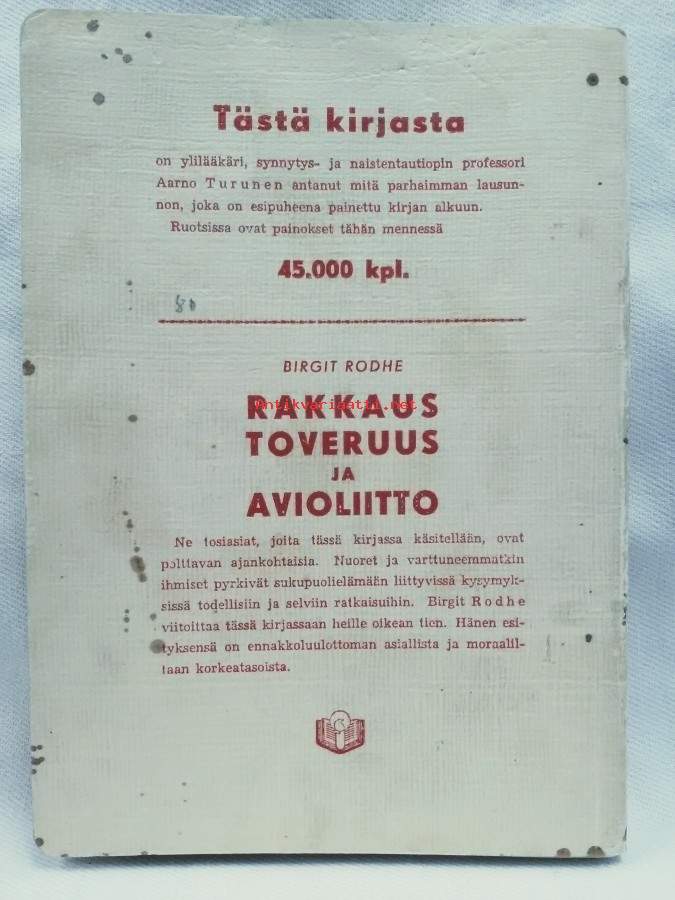 Tästä kirjasta
on ylilääkäri, synnytys- ja naistentautiopin professori
Aarno Turunen antanut mitä parhaimman lausun-
non, joka on esipuheena painettu kirjan alkuun.
Ruotsissa ovat painokset tähän mennessä
45.000 kpl.
80
BIRGIT RODHE
RAKKAUS
Antikvariaatti.net
TOVERUUS
JA
AVIOLIITTO
Ne tosiasiat, joita tässä kirjassa käsitellään, ovat
polttavan ajankohtaisia. Nuoret ja varttuneemmatkin
ihmiset pyrkivät sukupuolielämään liittyvissä kysymyk-
sissä todellisiin ja selviin ratkaisuihin. Birgit Rodhe
viitoittaa tässä kirjassaan heille oikean tien. Hänen esi-
tyksensä on ennakkoluulottoman asiallista ja moraalil-
taan korkeatasoista.